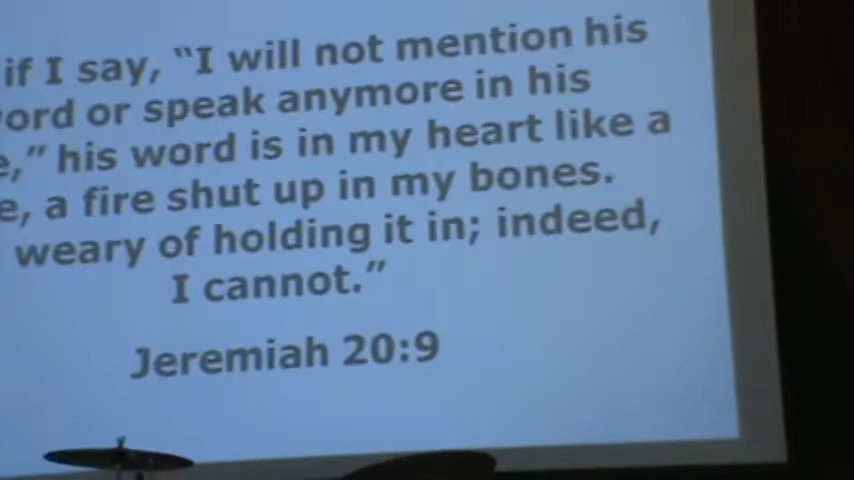 if I say, “I will not mention his
ord or speak anymore in his
e,” his word is in my heart like a
e, a fire shut up in my bones.
weary of holding it in; indeed,
I cannot.”
Jeremiah 20:9